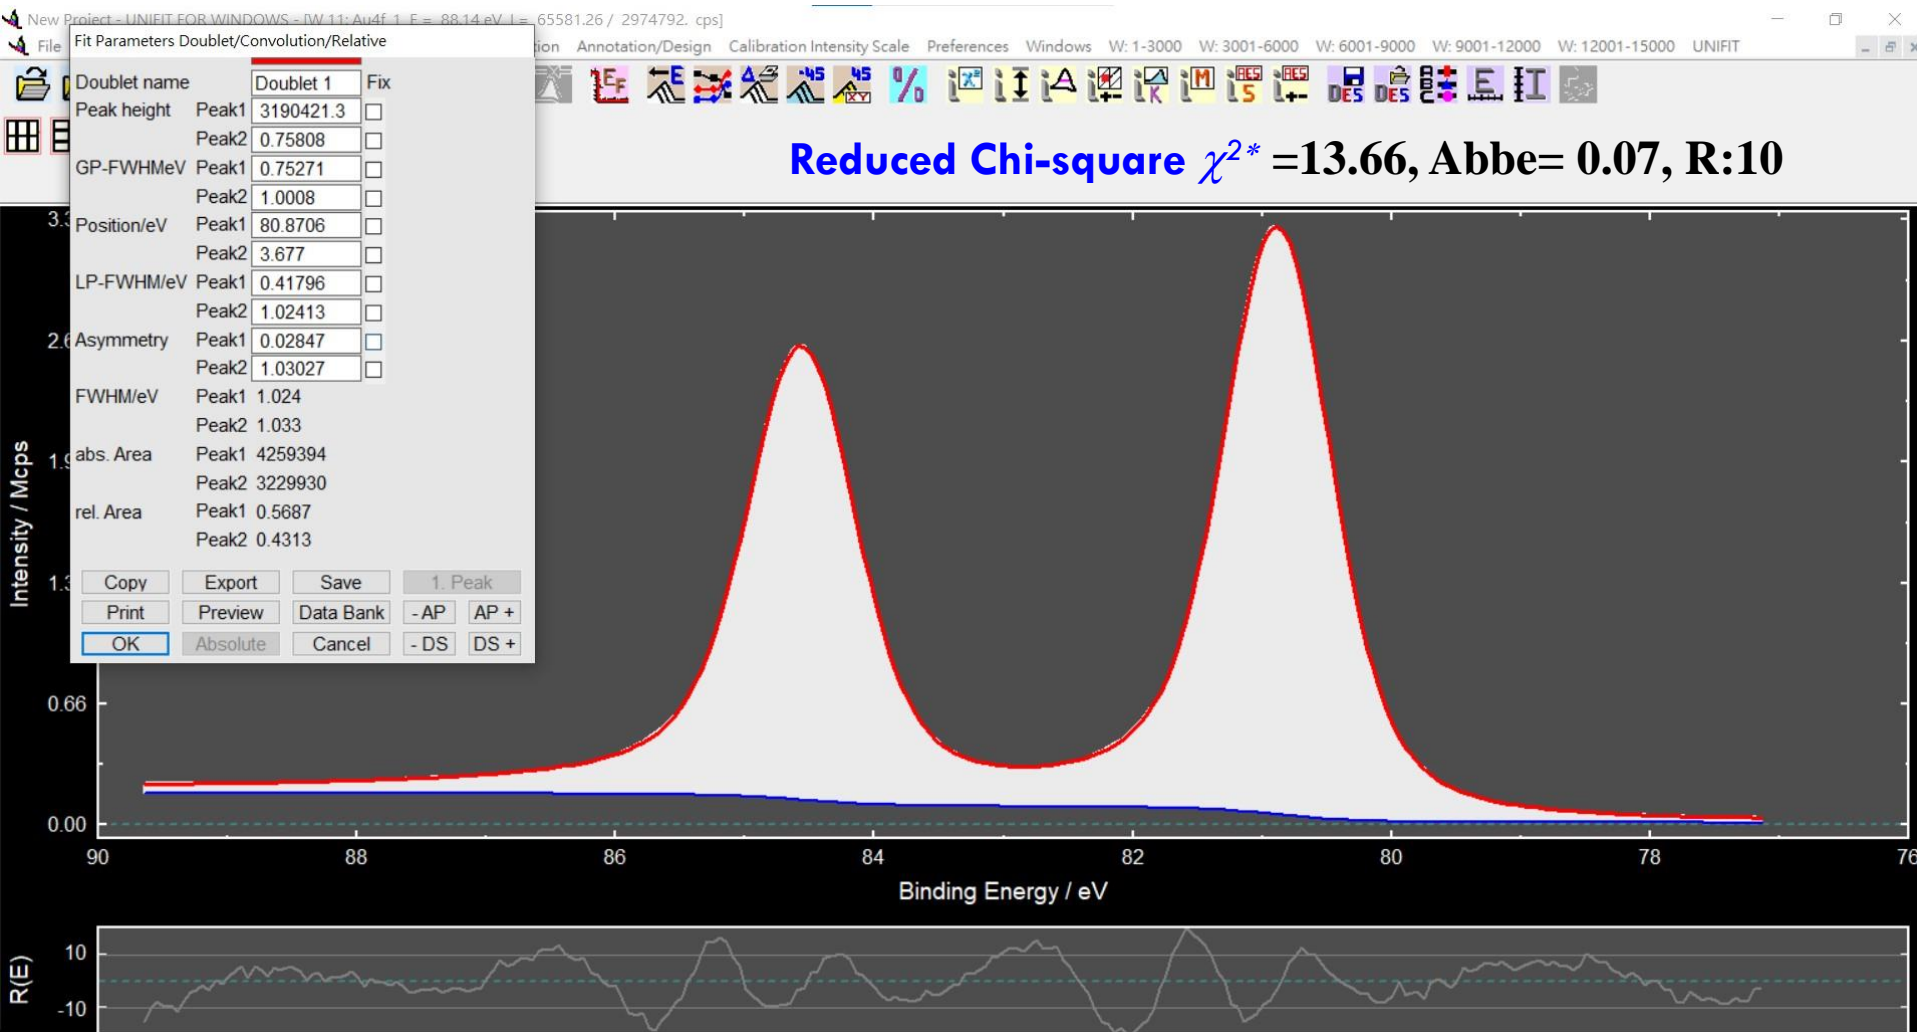 New Project - UNIFIT FOR WINDOWS - [W 11: Au4f_1 E = 88.14 eV I = 65581.26 / 2974792. cps]
File
Annotation/Design Calibration Intensity Scale Preferences Windows W: 1-3000 W: 3001-6000 W: 6001-9000 W: 9001-12000 W: 12001-15000 UNIFIT
Fit Parameters Doublet/Convolution/Relative
Doublet name Doublet 1 Fix
Peak height Peak1 3190421.3
Peak2 0.75808
GP-FWHMeV Peak1 0.75271
Peak2 1.0008
Position/eV Peak1 80.8706
Peak2 3.677
LP-FWHM/eV Peak1 0.41796
Peak2 1.02413
Asymmetry Peak1 0.02847
Peak2 1.03027
FWHM/eV Peak1 1.024
Peak2 1.033
abs. Area Peak1 4259394
Peak2 3229930
rel. Area Peak1 0.5687
Peak2 0.4313
Copy Export Save 1. Peak
Print Preview Data Bank - AP AP +
OK Absolute Cancel - DS DS +
Reduced Chi-square χ²* =13.66, Abbe= 0.07, R:10
Intensity / Mcps
0.66
0.00
90 88 86 84 82 80 78 76
Binding Energy / eV
R(E)
10
-10